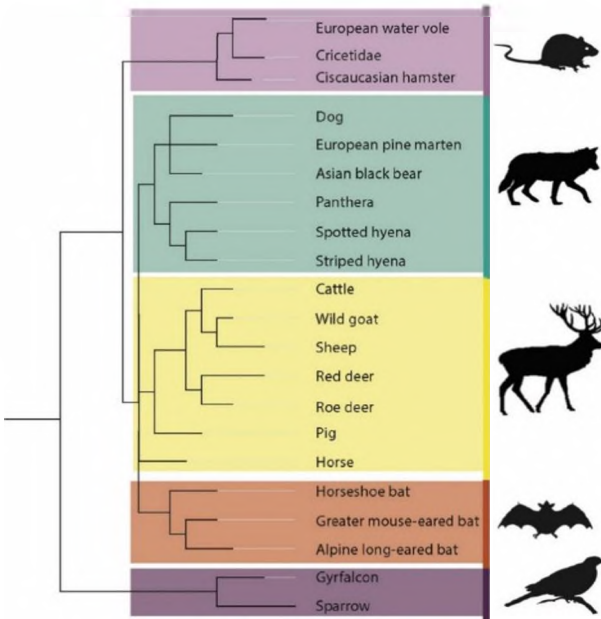 European water vole
Cricetidae
Ciscaucasian hamster
Dog
European pine marten
Asian black bear
Panthera
Spotted hyena
Striped hyena
Cattle
Wild goat
Sheep
Red deer
Roe deer
Pig
Horse
Horseshoe bat
Greater mouse-eared bat
Alpine long-eared bat
Gyrfalcon
Sparrow